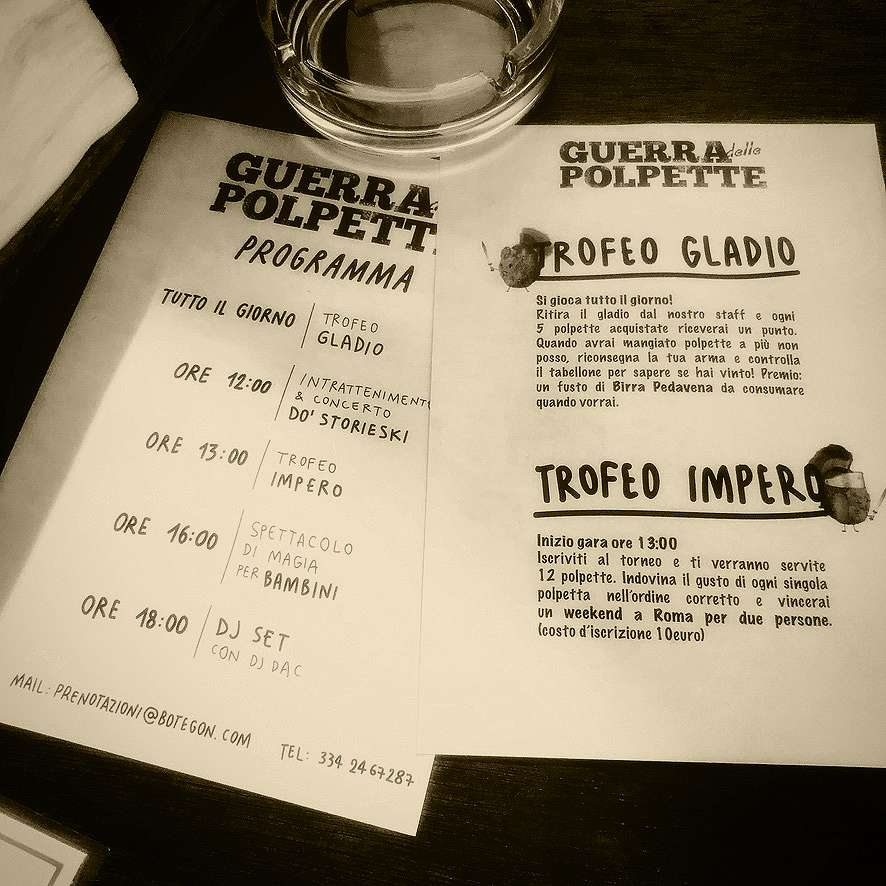 GUERRA
POLPETT
PROGRAMMA
TUTTO IL GIORNO
TROFEO
GLADIO
ORE 12:00
INTRATTENIMENTO
& CONCERTO
DO' STORIESKI
ORE 13:00
TROFEO
IMPERO
ORE 16:00
SPETTACOLO
DI MAGIA
PER BAMBINI
ORE 18:00
DJ SET
CON DJ DAC
MAIL: PRENOTAZIONI@BOTEGON.COM
TEL: 334 2467287
GUERRA delle
POLPETTE
TROFEO GLADIO
Si gioca tutto il giorno!
Ritira il gladio dal nostro staff e ogni
5 polpette acquistate riceverai un punto.
Quando avrai mangiato polpette a più non
posso, riconsegna la tua arma e controlla
il tabellone per sapere se hai vinto! Premio:
un fusto di Birra Pedavena da consumare
quando vorrai.
TROFEO IMPERO
Inizio gara ore 13:00
Iscriviti al torneo e ti verranno servite
12 polpette. Indovina il gusto di ogni singola
polpetta nell'ordine corretto e vincerai
un weekend a Roma per due persone.
(costo d'iscrizione 10euro)